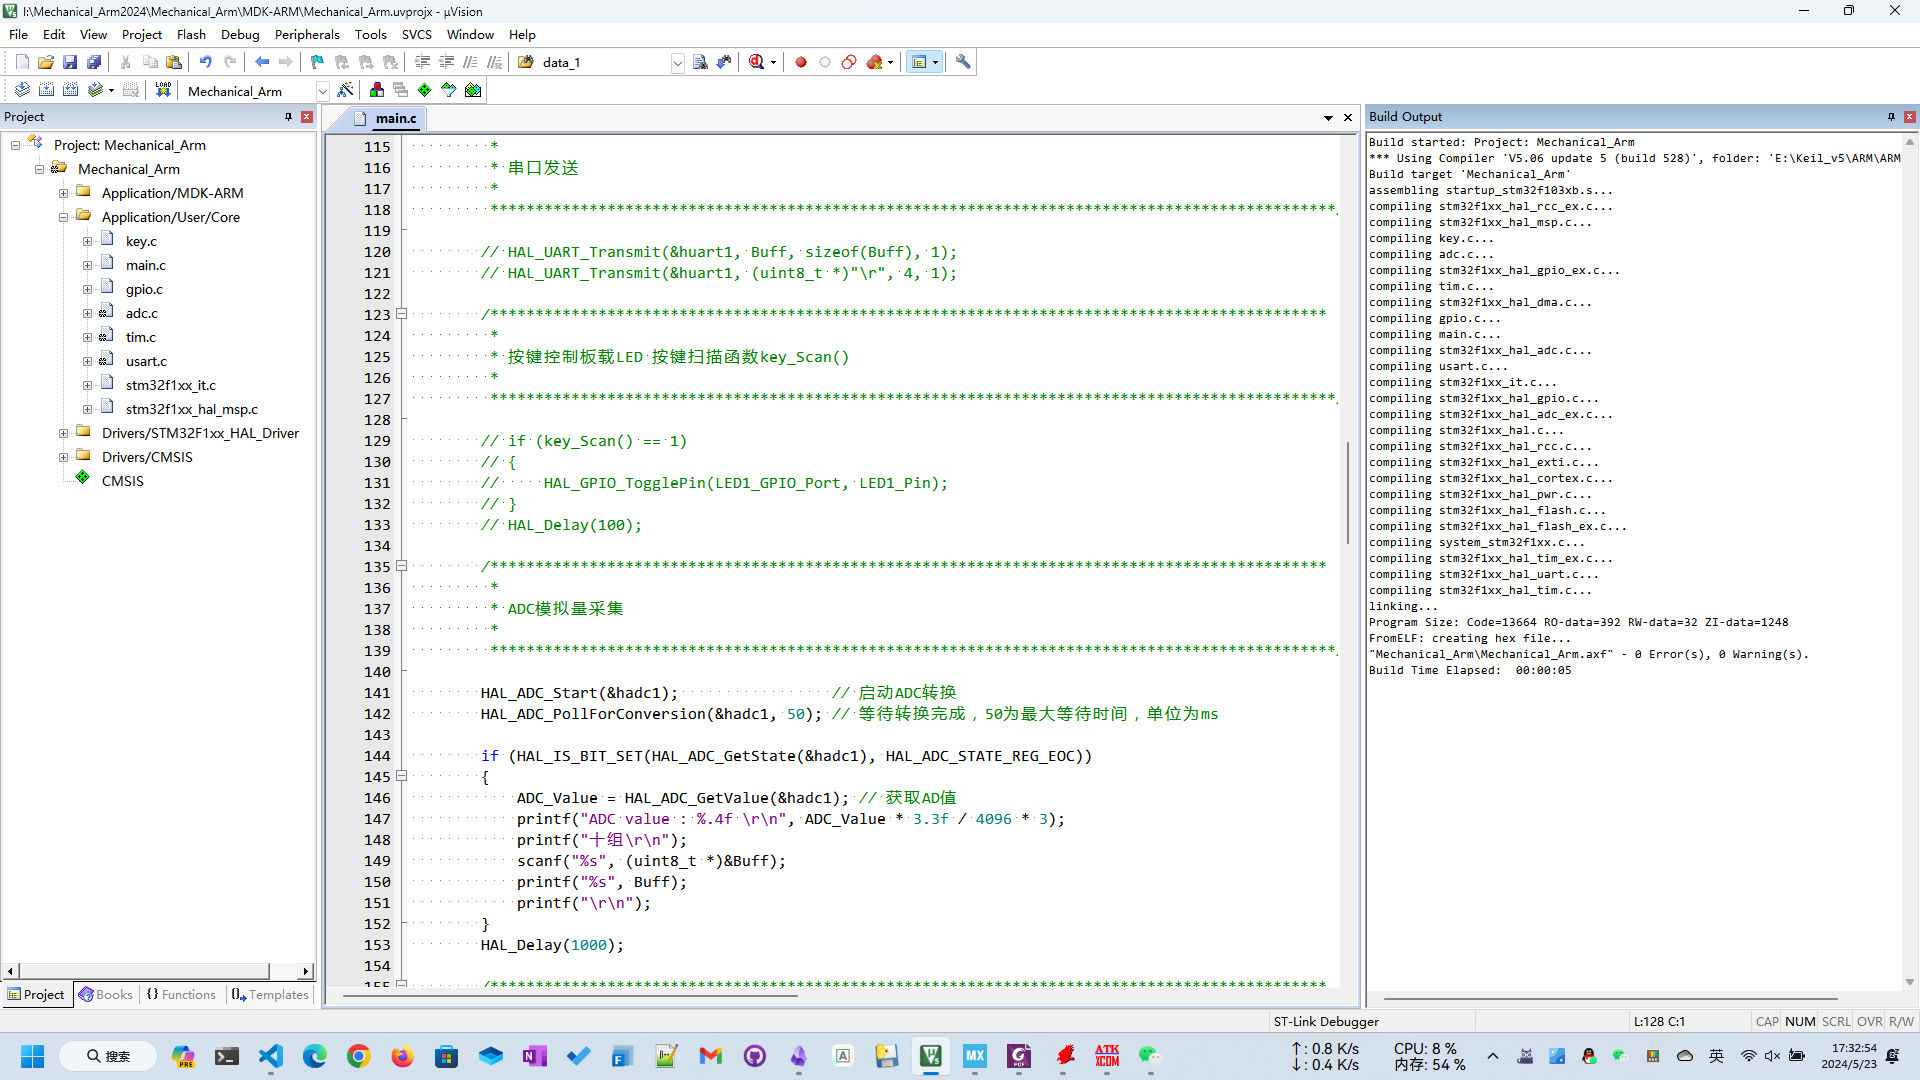 I:\Mechanical_Arm2024\Mechanical_Arm\MDK-ARM\Mechanical_Arm.uvprojx - µVision
File Edit View Project Flash Debug Peripherals Tools SVCS Window Help
data_1
LOAD
Mechanical_Arm
Project
Project: Mechanical_Arm
Mechanical_Arm
Application/MDK-ARM
Application/User/Core
key.c
main.c
gpio.c
adc.c
tim.c
usart.c
stm32f1xx_it.c
stm32f1xx_hal_msp.c
Drivers/STM32F1xx_HAL_Driver
Drivers/CMSIS
CMSIS
Project Books Functions Templates
main.c
115 *
116 * 串口发送
117 *
118 *********************************************************************************************/
119
120 // HAL_UART_Transmit(&huart1, Buff, sizeof(Buff), 1);
121 // HAL_UART_Transmit(&huart1, (uint8_t *)"\r", 4, 1);
122
123 /*********************************************************************************************
124 *
125 * 按键控制板载LED 按键扫描函数key_Scan()
126 *
127 *********************************************************************************************/
128
129 // if (key_Scan() == 1)
130 // {
131 //     HAL_GPIO_TogglePin(LED1_GPIO_Port, LED1_Pin);
132 // }
133 // HAL_Delay(100);
134
135 /*********************************************************************************************
136 *
137 * ADC模拟量采集
138 *
139 *********************************************************************************************/
140
141 HAL_ADC_Start(&hadc1); // 启动ADC转换
142 HAL_ADC_PollForConversion(&hadc1, 50); // 等待转换完成，50为最大等待时间，单位为ms
143
144 if (HAL_IS_BIT_SET(HAL_ADC_GetState(&hadc1), HAL_ADC_STATE_REG_EOC))
145 {
146 ADC_Value = HAL_ADC_GetValue(&hadc1); // 获取AD值
147 printf("ADC value : %.4f \r\n", ADC_Value * 3.3f / 4096 * 3);
148 printf("十组\r\n");
149 scanf("%s", (uint8_t *)&Buff);
150 printf("%s", Buff);
151 printf("\r\n");
152 }
153 HAL_Delay(1000);
154
155 /*********************************************************************************************
Build Output
Build started: Project: Mechanical_Arm
*** Using Compiler 'V5.06 update 5 (build 528)', folder: 'E:\Keil_v5\ARM\ARM
Build target 'Mechanical_Arm'
assembling startup_stm32f103xb.s...
compiling stm32f1xx_hal_rcc_ex.c...
compiling stm32f1xx_hal_msp.c...
compiling key.c...
compiling adc.c...
compiling stm32f1xx_hal_gpio_ex.c...
compiling tim.c...
compiling stm32f1xx_hal_dma.c...
compiling gpio.c...
compiling main.c...
compiling stm32f1xx_hal_adc.c...
compiling usart.c...
compiling stm32f1xx_it.c...
compiling stm32f1xx_hal_gpio.c...
compiling stm32f1xx_hal_adc_ex.c...
compiling stm32f1xx_hal.c...
compiling stm32f1xx_hal_rcc.c...
compiling stm32f1xx_hal_exti.c...
compiling stm32f1xx_hal_cortex.c...
compiling stm32f1xx_hal_pwr.c...
compiling stm32f1xx_hal_flash.c...
compiling stm32f1xx_hal_flash_ex.c...
compiling system_stm32f1xx.c...
compiling stm32f1xx_hal_tim_ex.c...
compiling stm32f1xx_hal_uart.c...
compiling stm32f1xx_hal_tim.c...
linking...
Program Size: Code=13664 RO-data=392 RW-data=32 ZI-data=1248
FromELF: creating hex file...
"Mechanical_Arm\Mechanical_Arm.axf" - 0 Error(s), 0 Warning(s).
Build Time Elapsed:  00:00:05
ST-Link Debugger L:128 C:1 CAP NUM SCRL OVR R/W
搜索
PRE
MX
ATK XCOM
↑: 0.8 K/s
↓: 0.4 K/s
CPU: 8 %
内存: 54 %
英
17:32:54
2024/5/23